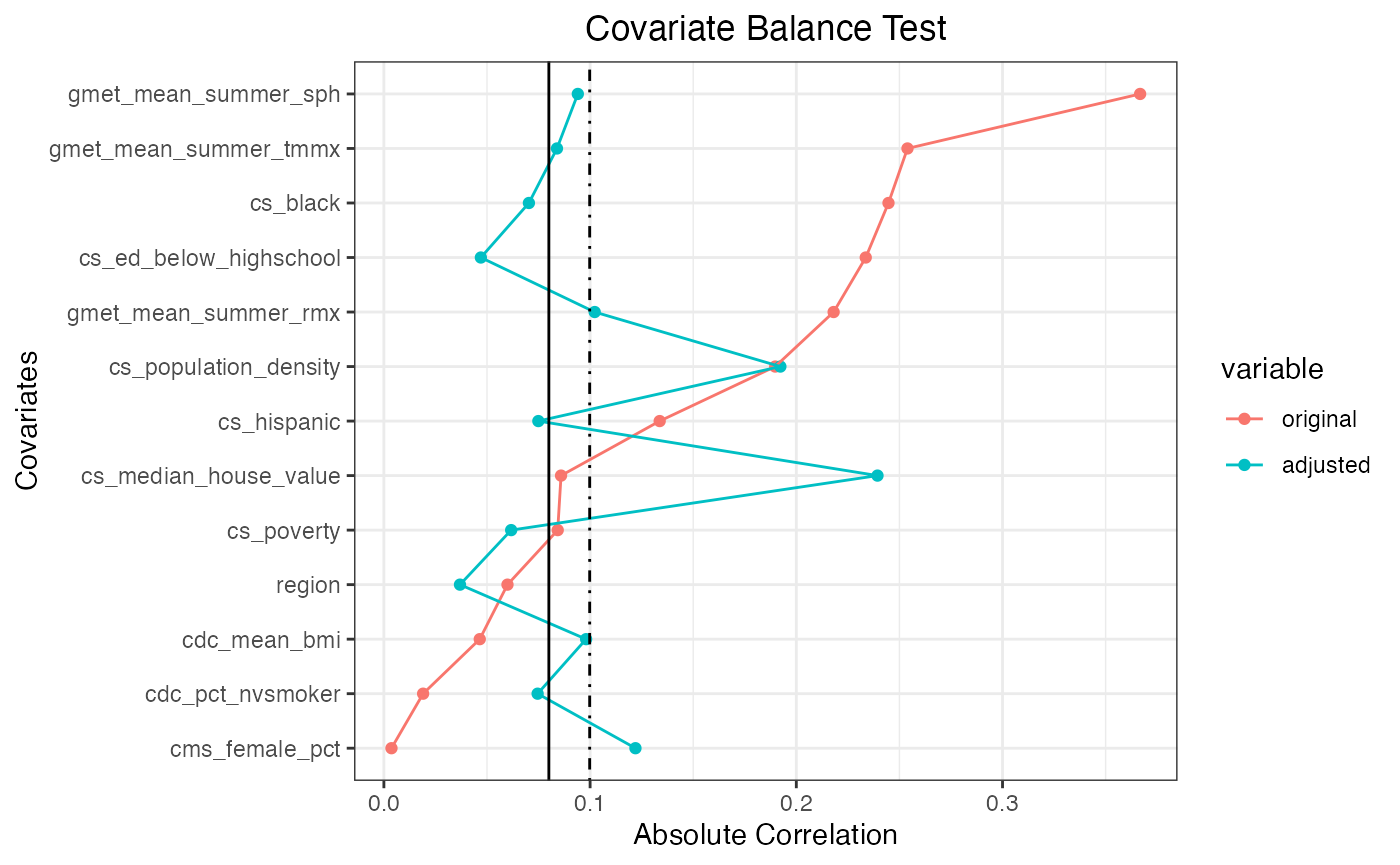 Covariate Balance Test
gmet_mean_summer_sph
gmet_mean_summer_tmmx
cs_black
cs_ed_below_highschool
gmet_mean_summer_rmx
cs_population_density
cs_hispanic
cs_median_house_value
cs_poverty
region
cdc_mean_bmi
cdc_pct_nvsmoker
cms_female_pct
Covariates
0.0 0.1 0.2 0.3
Absolute Correlation
variable
original
adjusted